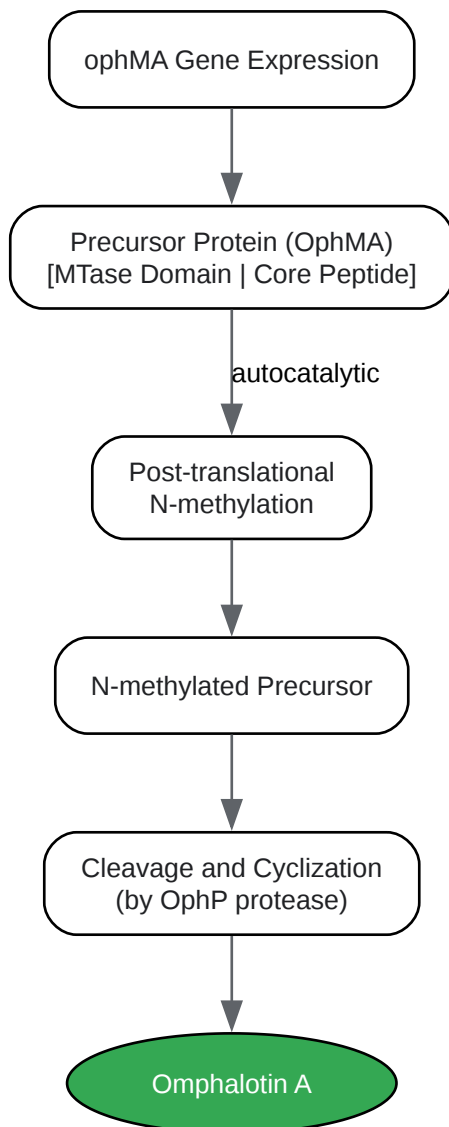 ophMA Gene Expression
Precursor Protein (OphMA)
[MTase Domain | Core Peptide]
autocatalytic
Post-translational
N-methylation
N-methylated Precursor
Cleavage and Cyclization
(by OphP protease)
Omphalotin A